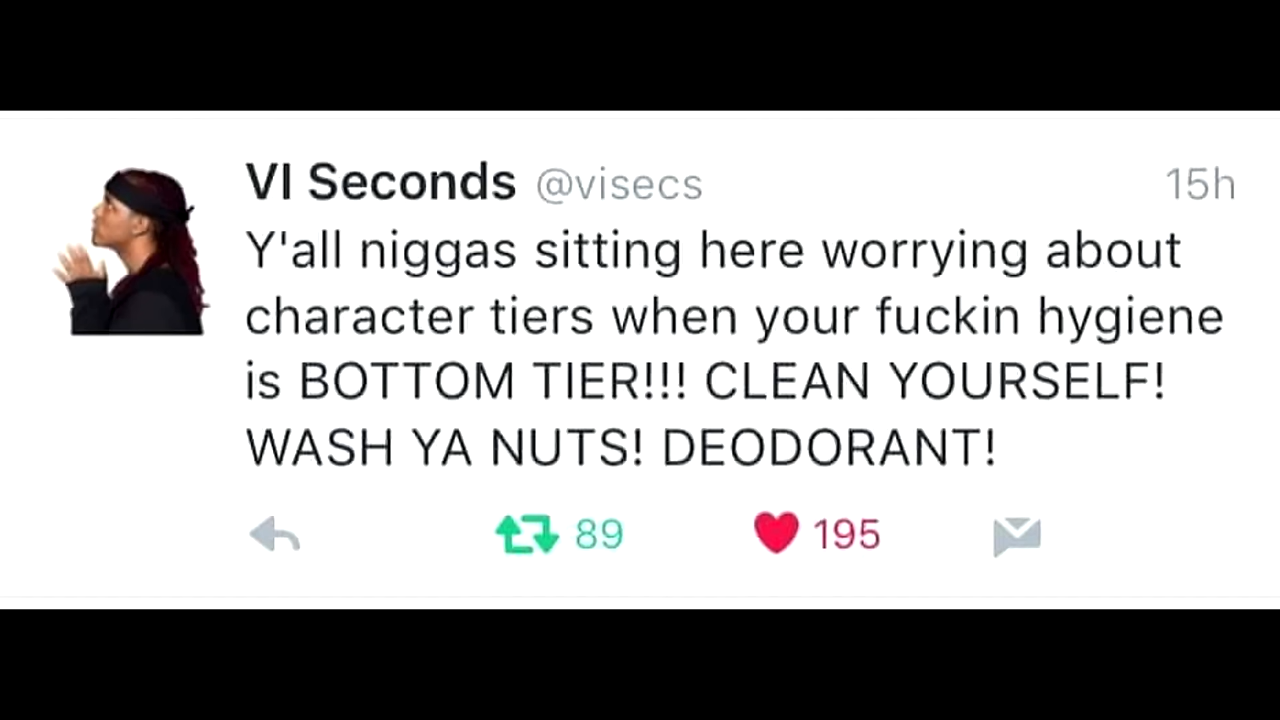 VI Seconds @visecs 15h
Y'all niggas sitting here worrying about
character tiers when your fuckin hygiene
is BOTTOM TIER!!! CLEAN YOURSELF!
WASH YA NUTS! DEODORANT!
89 195